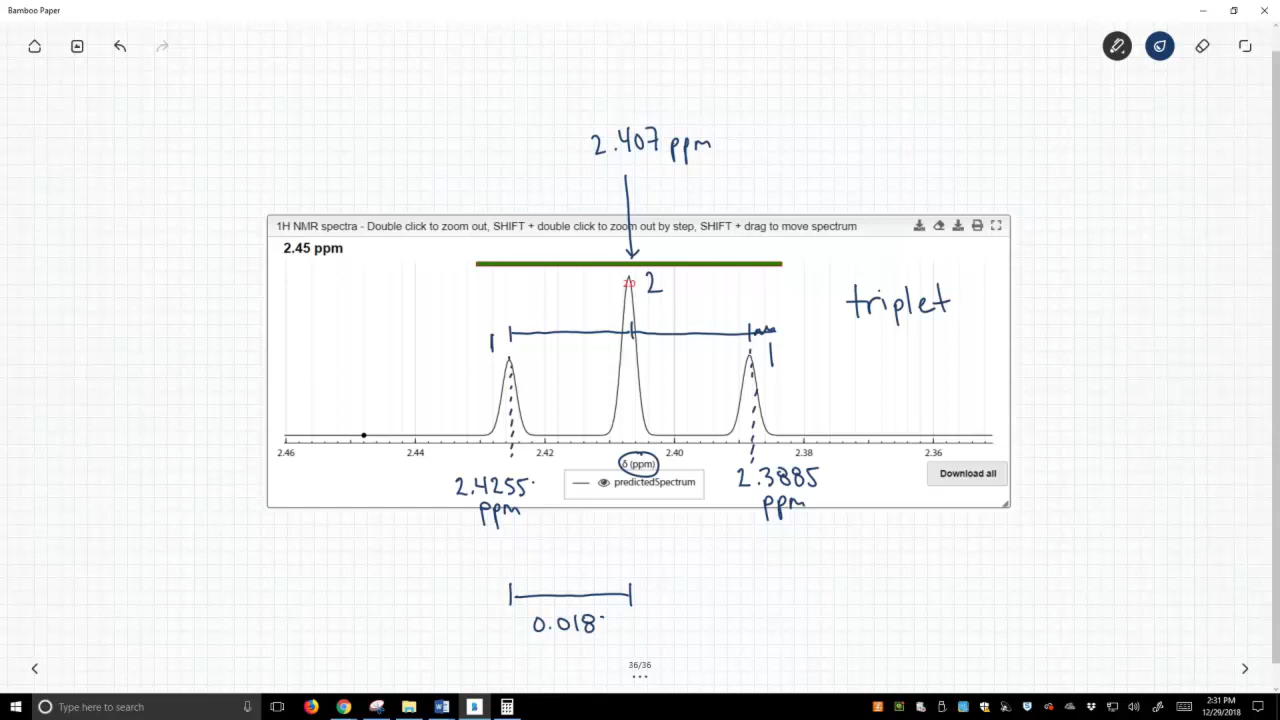 Bamboo Paper
2.407 ppm
1H NMR spectra - Double click to zoom out, SHIFT + double click to zoom out by step, SHIFT + drag to move spectrum
2.45 ppm
2.0
2
triplet
1
1
2.46 2.44 2.42 2.40 2.38 2.36
δ (ppm)
predictedSpectrum
Download all
2.4255
ppm
2.3885
ppm
0.018
36/36
Type here to search
2:31 PM
12/29/2018